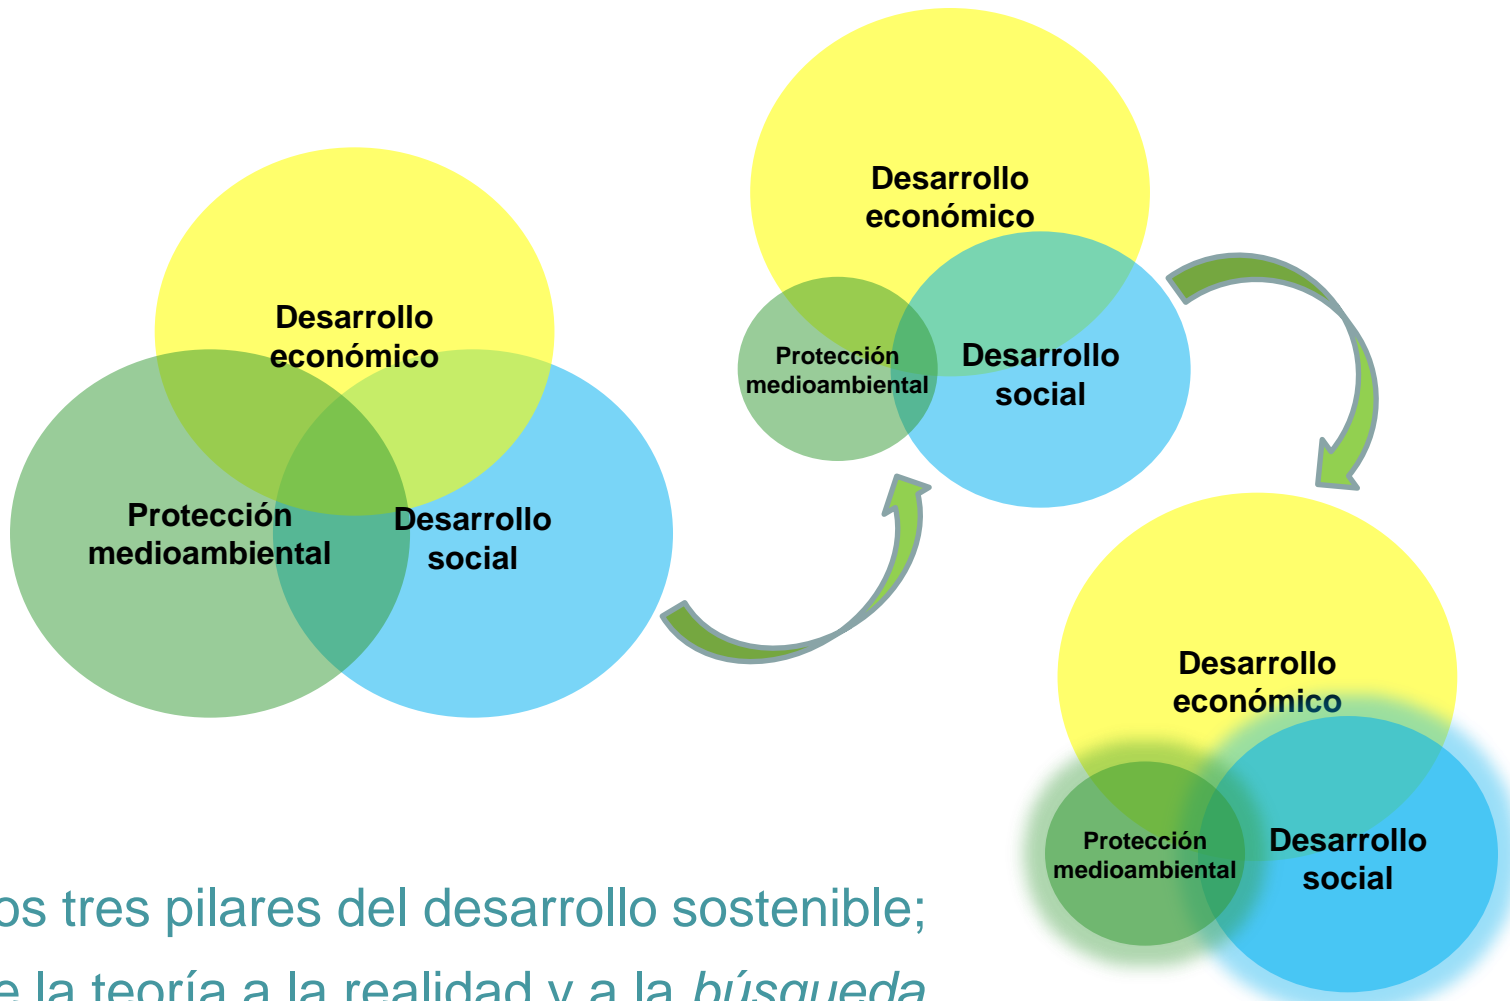 Desarrollo
económico
Protección
medioambiental
Desarrollo
social
Desarrollo
económico
Protección
medioambiental
Desarrollo
social
Desarrollo
económico
Protección
medioambiental
Desarrollo
social
os tres pilares del desarrollo sostenible;
e la teoría a la realidad y a la búsqueda